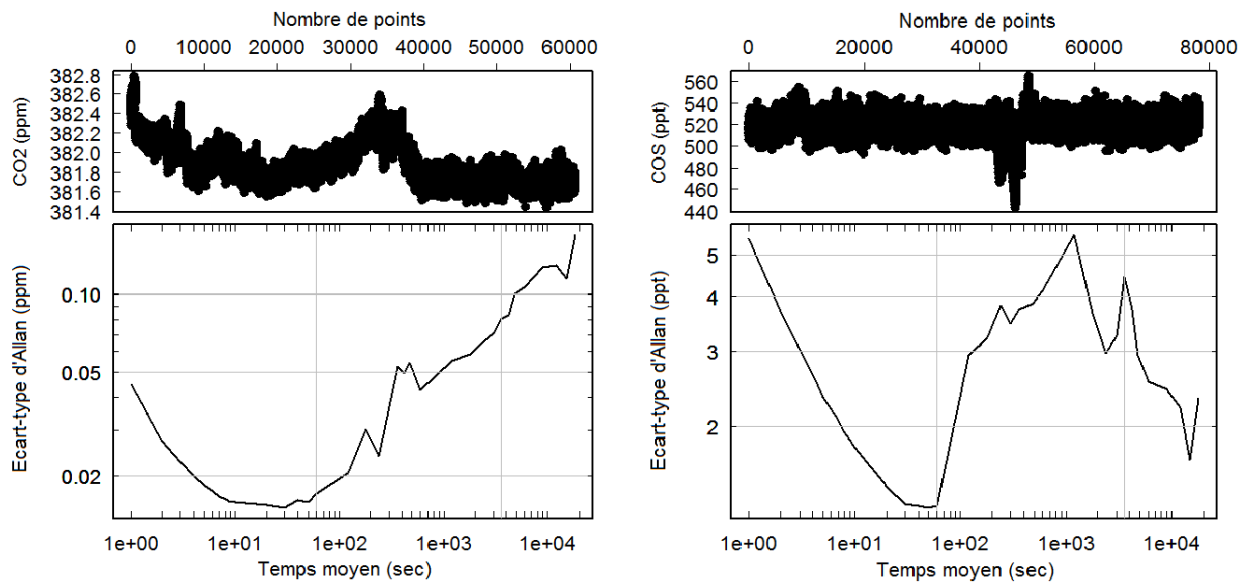 Nombre de points
0 10000 20000 30000 40000 50000 60000
CO2 (ppm)
382.8
382.6
382.4
382.2
382.0
381.8
381.6
381.4
Ecart-type d'Allan (ppm)
0.10
0.05
0.02
1e+00 1e+01 1e+02 1e+03 1e+04
Temps moyen (sec)
Nombre de points
0 20000 40000 60000 80000
COS (ppt)
560
540
520
500
480
460
440
Ecart-type d'Allan (ppt)
5
4
3
2
1e+00 1e+01 1e+02 1e+03 1e+04
Temps moyen (sec)